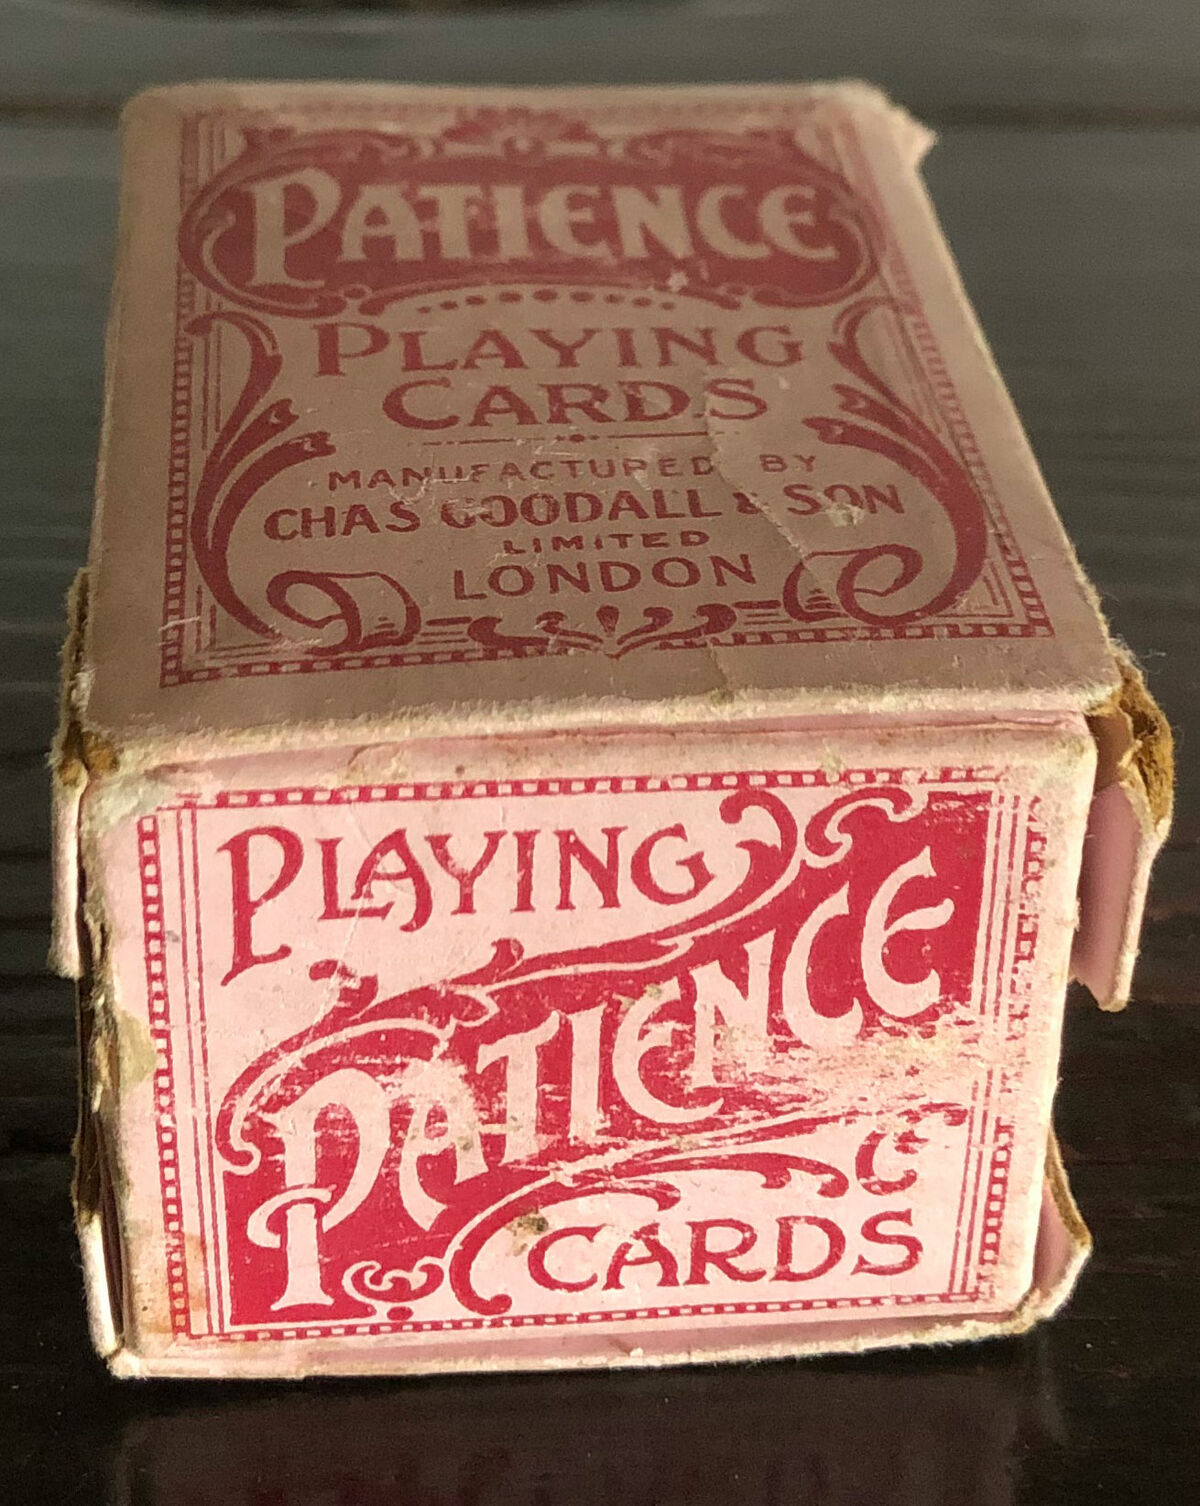 PATIENCE
PLAYING
CARDS
MANUFACTURED BY
CHAS GOODALL & SON
LIMITED
LONDON
PLAYING
PATIENCE
CARDS